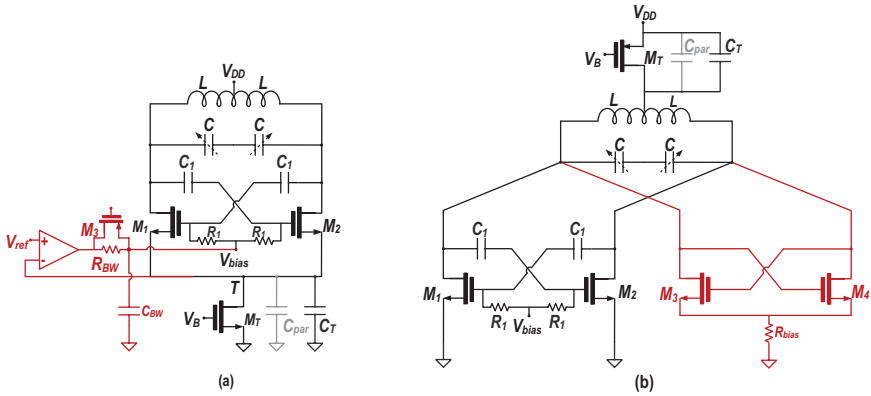 V_DD
L
C C
C_1 C_1
M_1 M_2
R_1 R_1
V_bias
V_ref
+
-
M_3
R_BW
C_BW
T
V_B M_T C_par C_T
(a)
V_DD
V_B M_T C_par C_T
L L
C C
C_1 C_1
M_1 M_2
R_1 V_bias R_1
M_3 M_4
R_bias
(b)